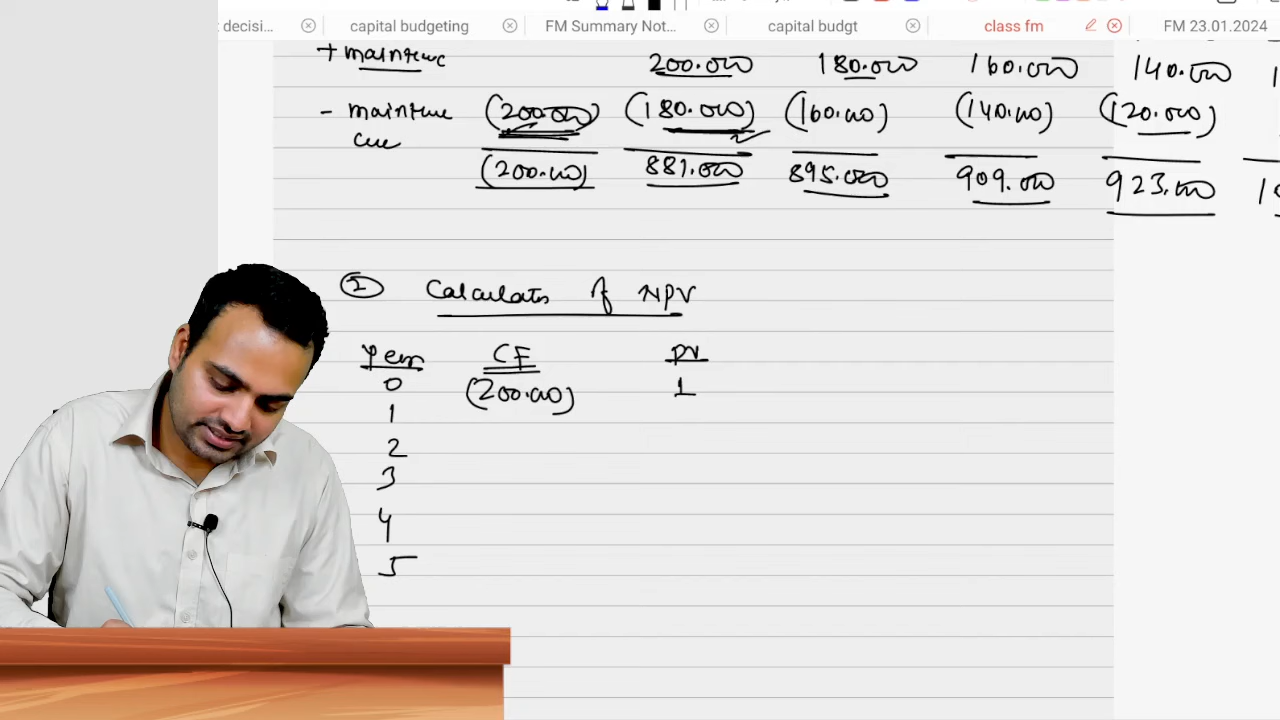 t decisi... capital budgeting FM Summary Not... capital budgt class fm FM 23.01.2024
+ maintenc 200.000 180.000 160.000 140.000 1
- maintenc (200.000) (180.000) (160.000) (140.000) (120.000)
(200.000) 881.000 895.000 909.000 923.000
② Calculation of NPV
Year CF PV
0 (200.000) 1
1
2
3
4
5